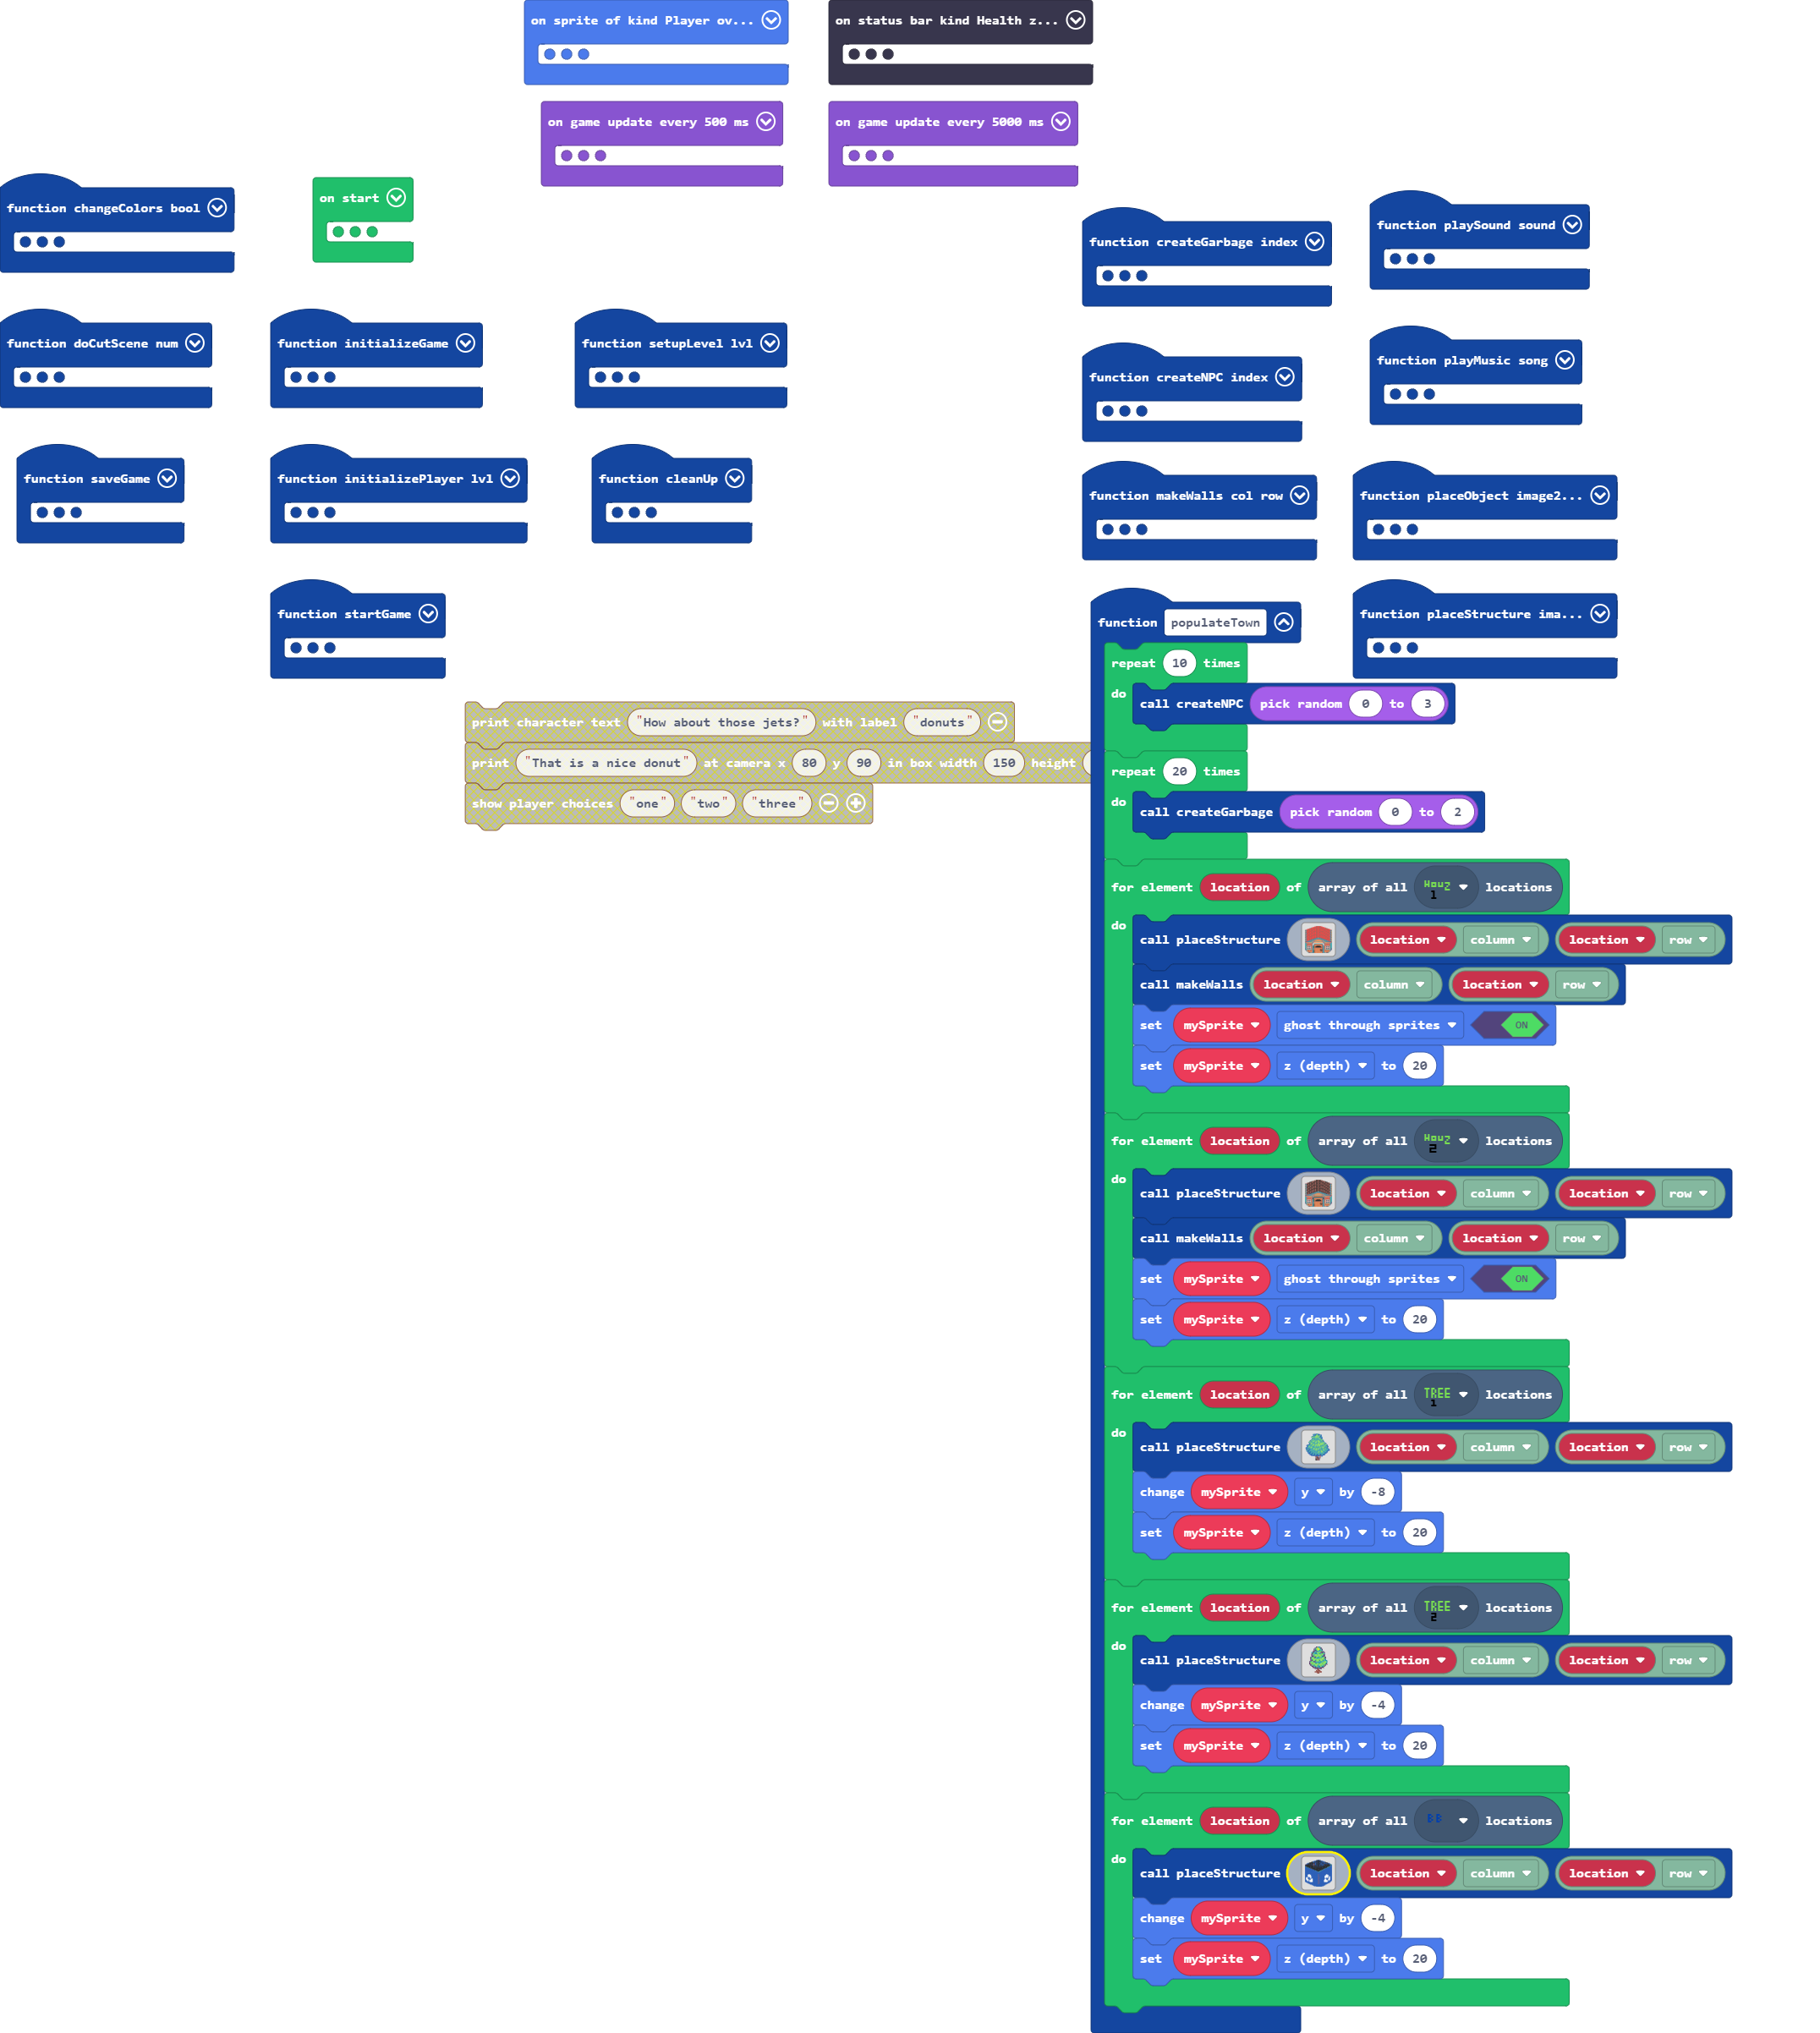 on sprite of kind Player ov...
on status bar kind Health z...
on game update every 500 ms
on game update every 5000 ms
function changeColors bool
on start
function createGarbage index
function playSound sound
function doCutScene num
function initializeGame
function setupLevel lvl
function createNPC index
function playMusic song
function saveGame
function initializePlayer lvl
function cleanUp
function makeWalls col row
function placeObject image2...
function startGame
function populateTown
function placeStructure ima...
repeat 10 times
do
call createNPC pick random 0 to 3
print character text "How about those jets?" with label "donuts"
print "That is a nice donut" at camera x 80 y 90 in box width 150 height
show player choices "one" "two" "three"
repeat 20 times
do
call createGarbage pick random 0 to 2
for element location of array of all 1 locations
do
call placeStructure location column location row
call makeWalls location column location row
set mySprite ghost through sprites ON
set mySprite z (depth) to 20
for element location of array of all 2 locations
do
call placeStructure location column location row
call makeWalls location column location row
set mySprite ghost through sprites ON
set mySprite z (depth) to 20
for element location of array of all TREE 1 locations
do
call placeStructure location column location row
change mySprite y by -8
set mySprite z (depth) to 20
for element location of array of all TREE 2 locations
do
call placeStructure location column location row
change mySprite y by -4
set mySprite z (depth) to 20
for element location of array of all BB locations
do
call placeStructure location column location row
change mySprite y by -4
set mySprite z (depth) to 20